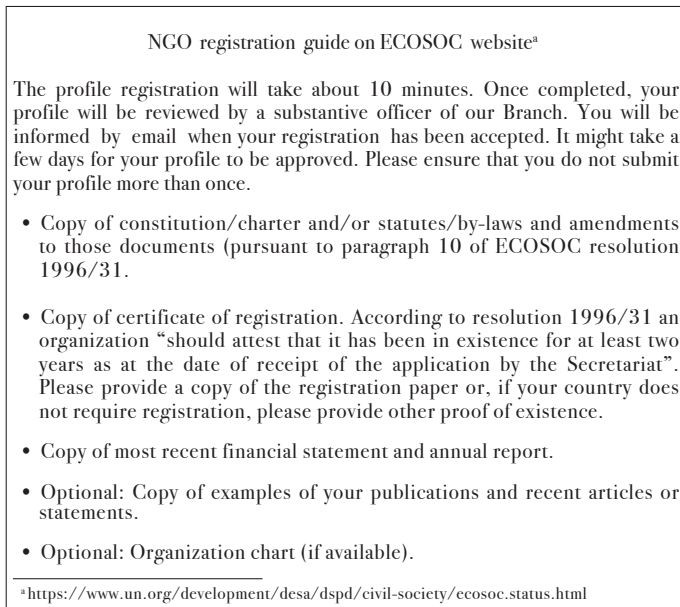 NGO registration guide on ECOSOC websiteᵃ
The profile registration will take about 10 minutes. Once completed, your
profile will be reviewed by a substantive officer of our Branch. You will be
informed by email when your registration has been accepted. It might take a
few days for your profile to be approved. Please ensure that you do not submit
your profile more than once.
• Copy of constitution/charter and/or statutes/by-laws and amendments
to those documents (pursuant to paragraph 10 of ECOSOC resolution
1996/31.
• Copy of certificate of registration. According to resolution 1996/31 an
organization “should attest that it has been in existence for at least two
years as at the date of receipt of the application by the Secretariat”.
Please provide a copy of the registration paper or, if your country does
not require registration, please provide other proof of existence.
• Copy of most recent financial statement and annual report.
• Optional: Copy of examples of your publications and recent articles or
statements.
• Optional: Organization chart (if available).
ᵃ https://www.un.org/development/desa/dspd/civil-society/ecosoc.status.html